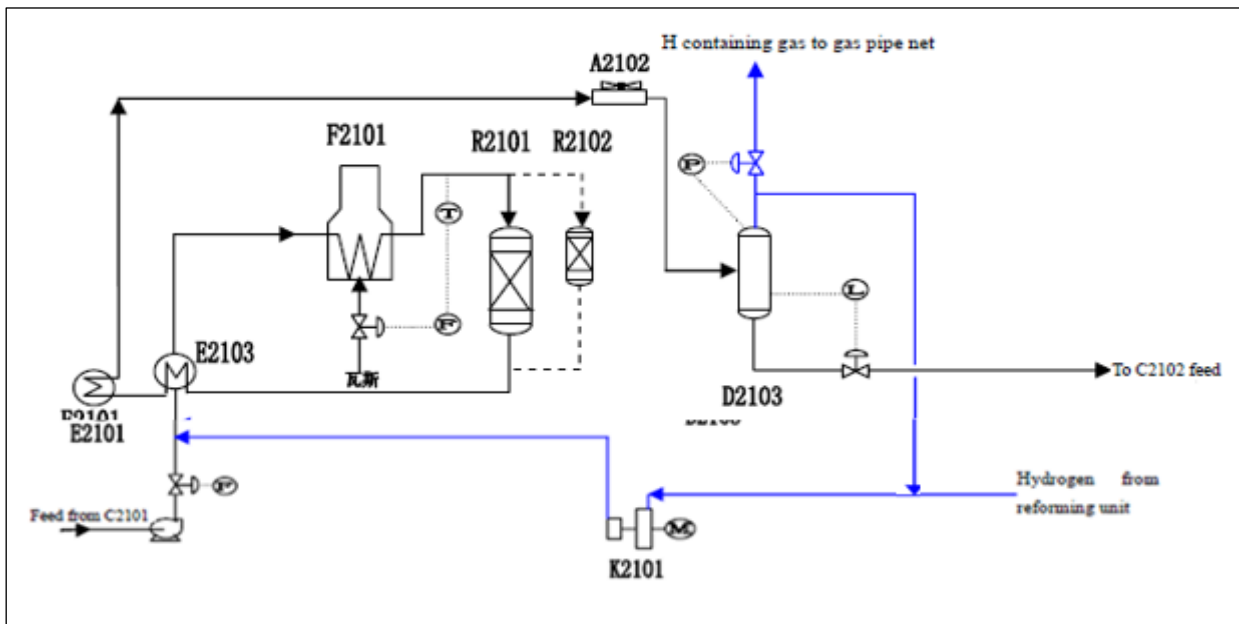 H containing gas to gas pipe net
A2102
F2101
R2101
R2102
P
T
F
L
E2103
瓦斯
To C2102 feed
D2103
E2101
E2101
F
Hydrogen from
reforming unit
Feed from C2101
M
K2101